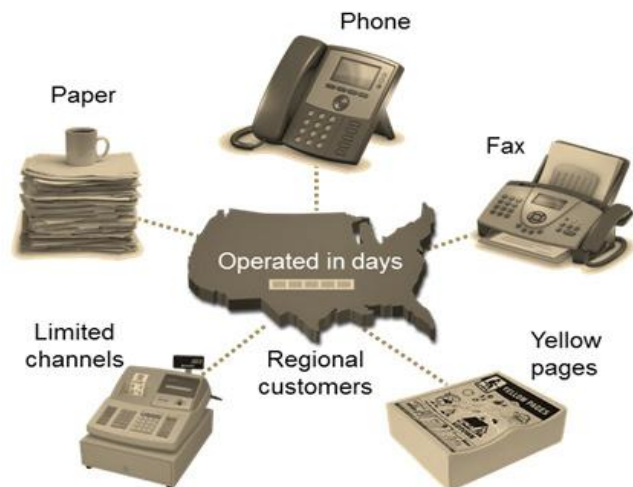 Phone
Paper
Fax
Operated in days
Limited
channels
Regional
customers
Yellow
pages
YELLOW PAGES